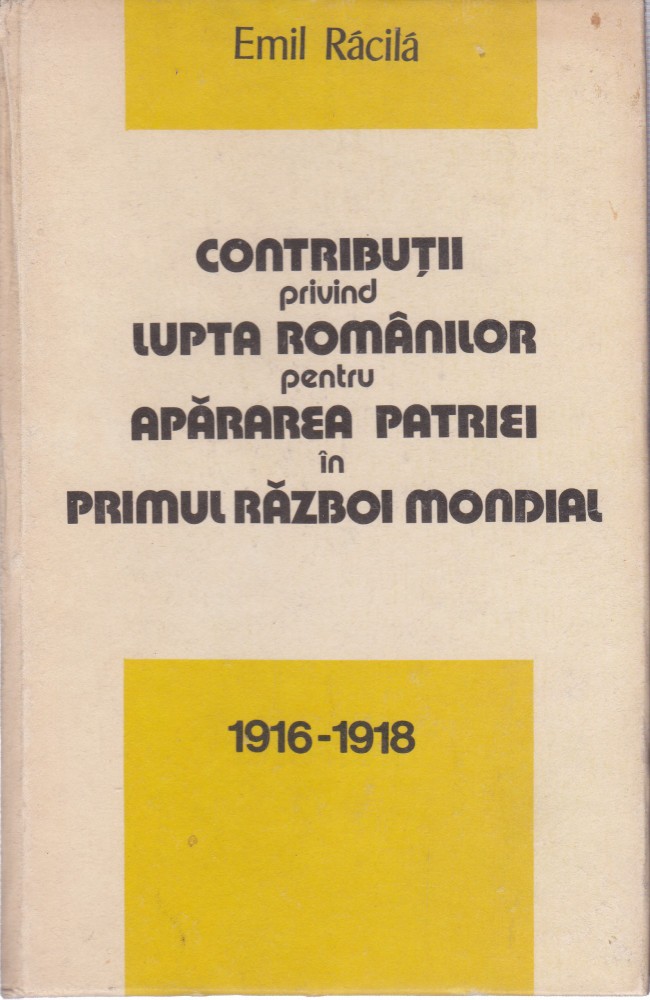 Emil Răcilă
CONTRIBUȚII
privind
LUPTA ROMÂNILOR
pentru
APĂRAREA PATRIEI
în
PRIMUL RĂZBOI MONDIAL
1916-1918